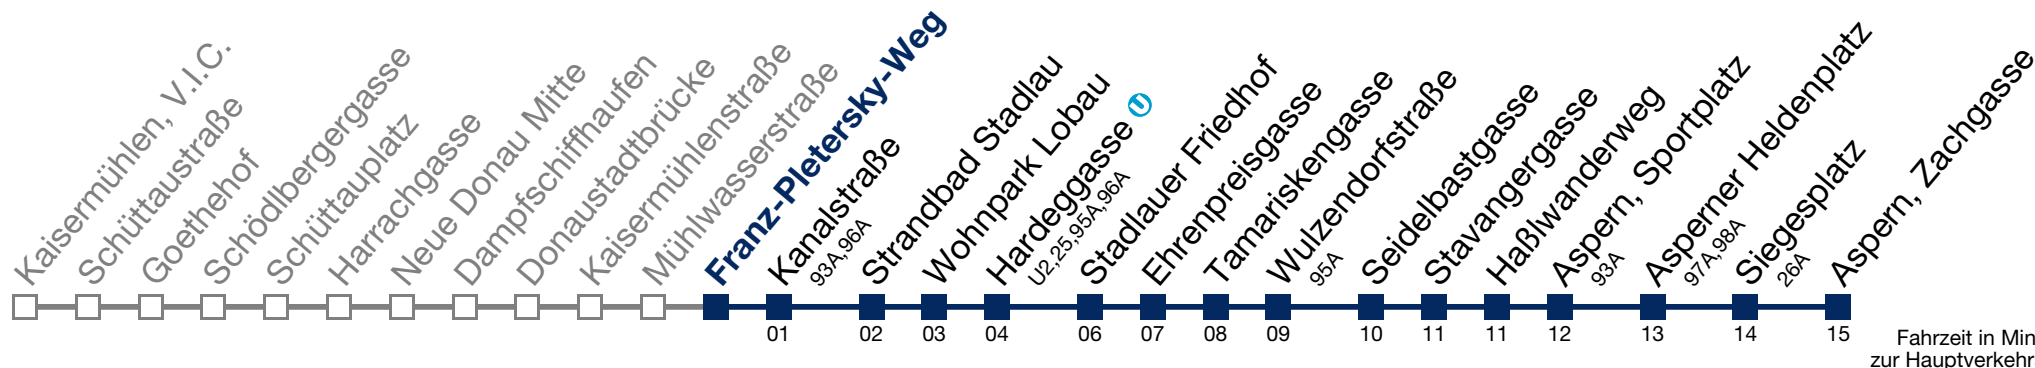 Kaisermühlen, V.I.C.
Schüttaustraße
Goethehof
Schödlbergergasse
Schüttauplatz
Harrachgasse
Neue Donau Mitte
Dampfschiffhaufen
Donaustadtbrücke
Kaisermühlenstraße
Mühlwasserstraße
Franz-Pletersky-Weg
Kanalstraße
93A,96A
Strandbad Stadlau
Wohnpark Lobau
Hardeggasse U
U2,25,95A,96A
Stadlauer Friedhof
Ehrenpreisgasse
Tamariskengasse
Wulzendorfstraße
95A
Seidelbastgasse
Stavangergasse
Haßlwanderweg
Aspern, Sportplatz
93A
Asperner Heldenplatz
97A,98A
Siegesplatz
26A
Aspern, Zachgasse
01 02 03 04 06 07 08 09 10 11 11 12 13 14 15
Fahrzeit in Min
zur Hauptverkehr